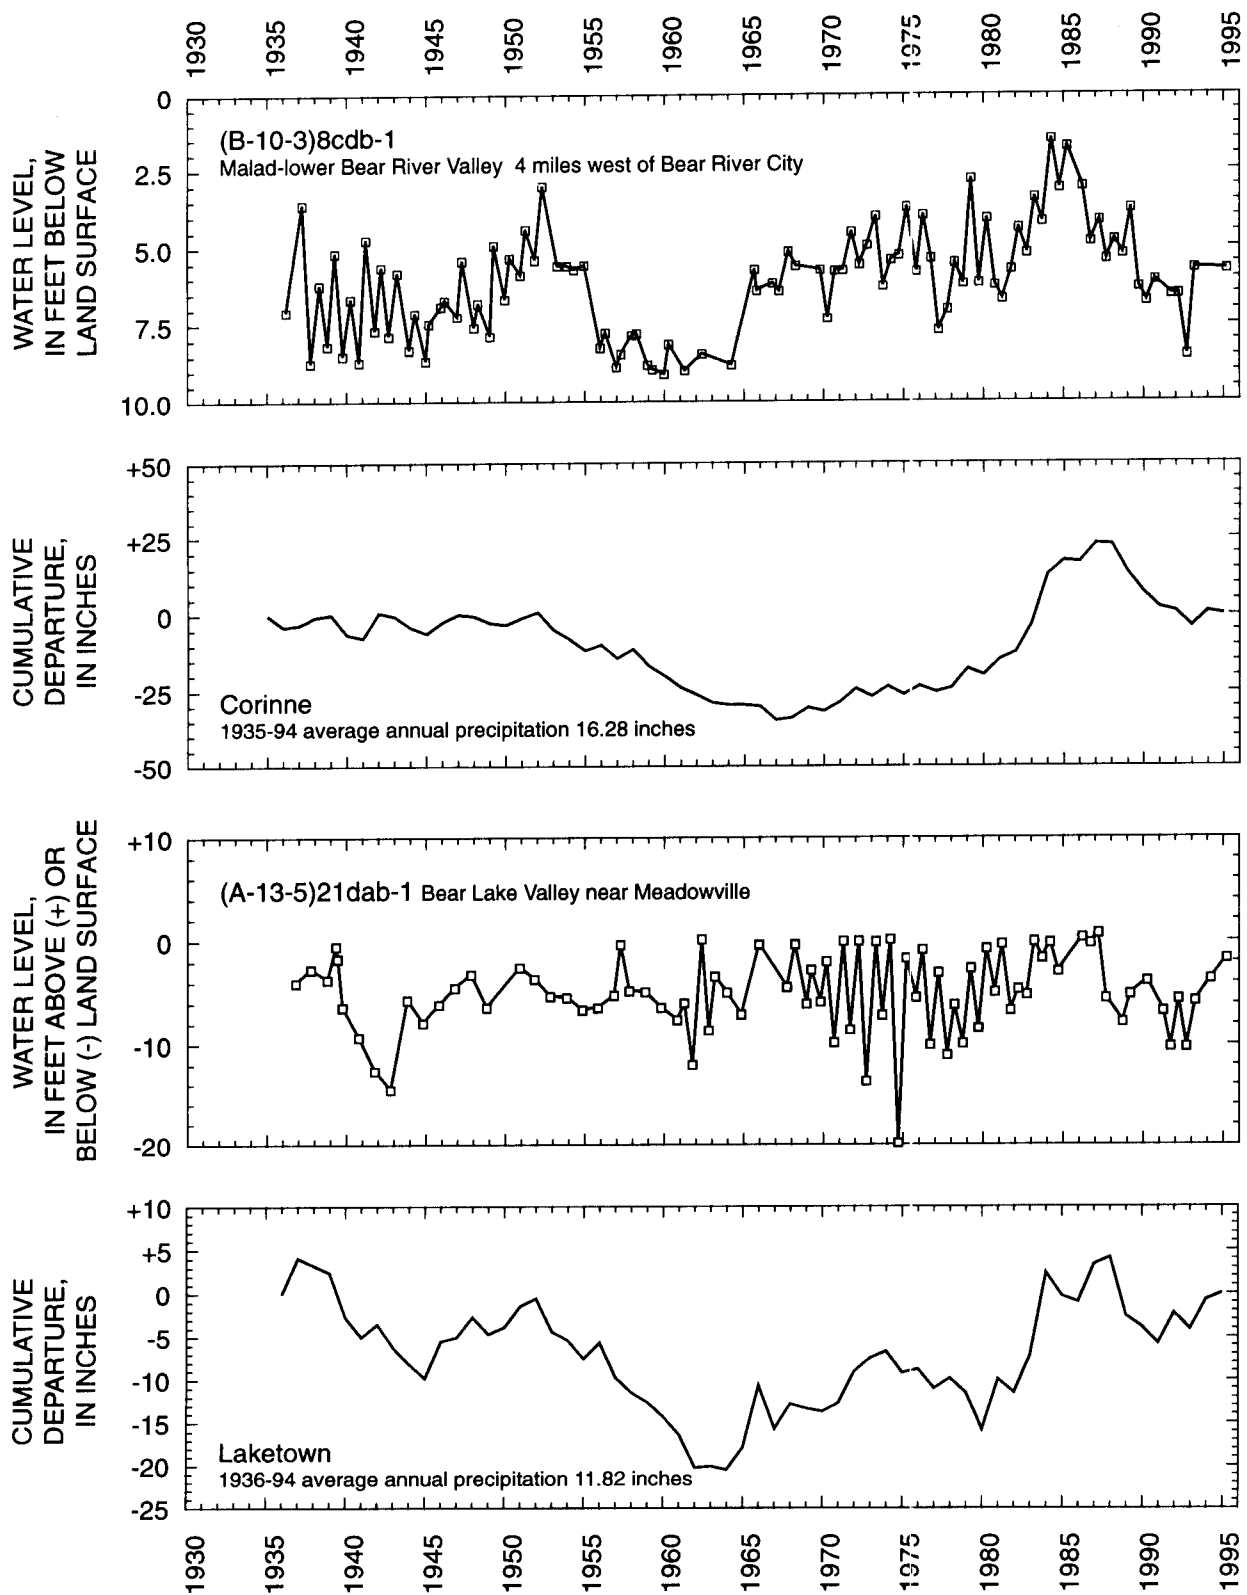 1930 1935 1940 1945 1950 1955 1960 1965 1970 1975 1980 1985 1990 1995
WATER LEVEL,
IN FEET BELOW
LAND SURFACE
0
2.5
5.0
7.5
10.0
(B-10-3)8cdb-1
Malad-lower Bear River Valley 4 miles west of Bear River City
CUMULATIVE
DEPARTURE,
IN INCHES
+50
+25
0
-25
-50
Corinne
1935-94 average annual precipitation 16.28 inches
WATER LEVEL,
IN FEET ABOVE (+) OR
BELOW (-) LAND SURFACE
+10
0
-10
-20
(A-13-5)21dab-1 Bear Lake Valley near Meadowville
CUMULATIVE
DEPARTURE,
IN INCHES
+10
+5
0
-5
-10
-15
-20
-25
Laketown
1936-94 average annual precipitation 11.82 inches
1930 1935 1940 1945 1950 1955 1960 1965 1970 1975 1980 1985 1990 1995